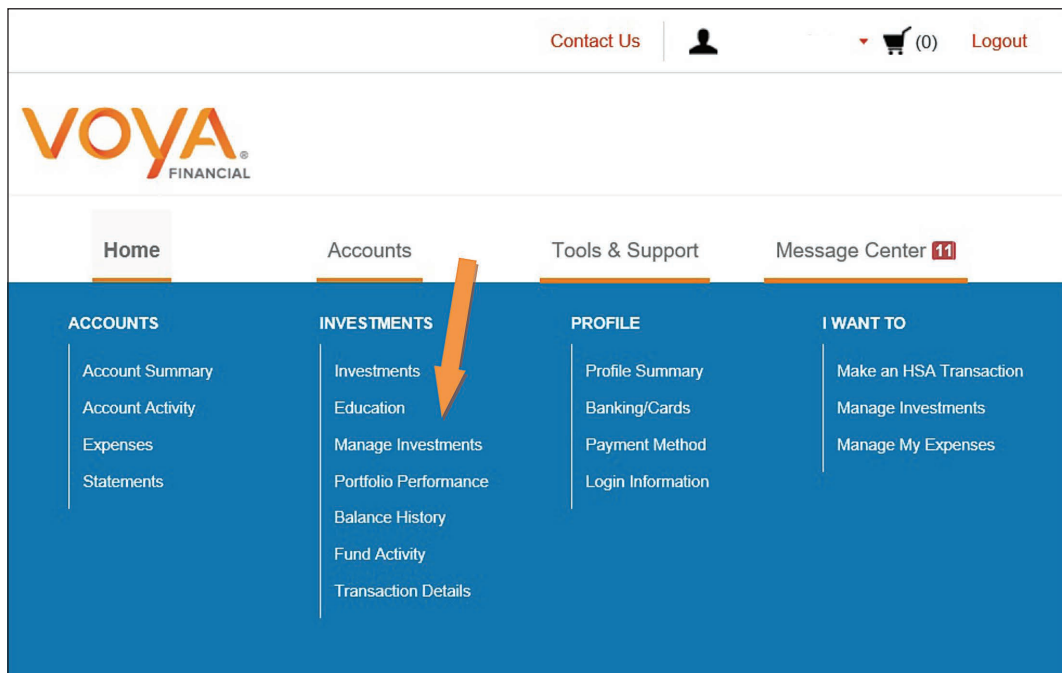 Contact Us
(0)
Logout
VOYA®
FINANCIAL
Home
Accounts
Tools & Support
Message Center 11
ACCOUNTS
Account Summary
Account Activity
Expenses
Statements
INVESTMENTS
Investments
Education
Manage Investments
Portfolio Performance
Balance History
Fund Activity
Transaction Details
PROFILE
Profile Summary
Banking/Cards
Payment Method
Login Information
I WANT TO
Make an HSA Transaction
Manage Investments
Manage My Expenses